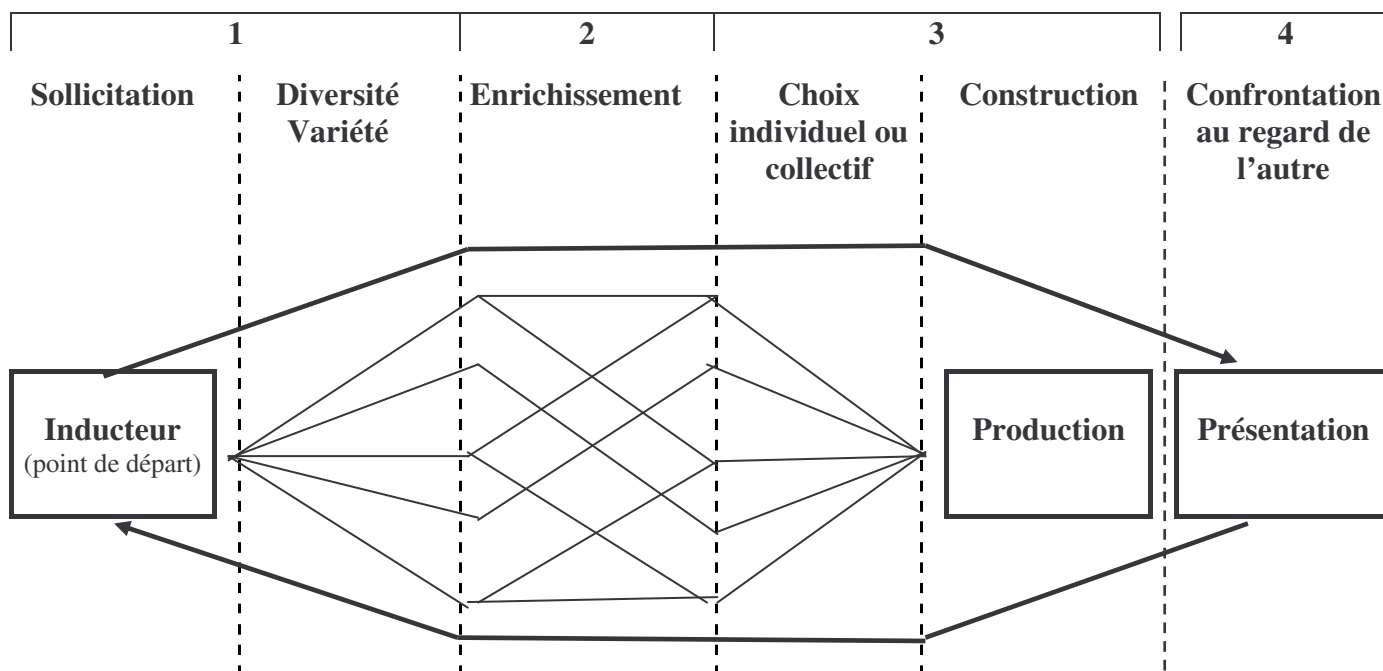 1
2
3
4
Sollicitation
Diversité
Variété
Enrichissement
Choix
individuel ou
collectif
Construction
Confrontation
au regard de
l’autre
Inducteur
(point de départ)
Production
Présentation